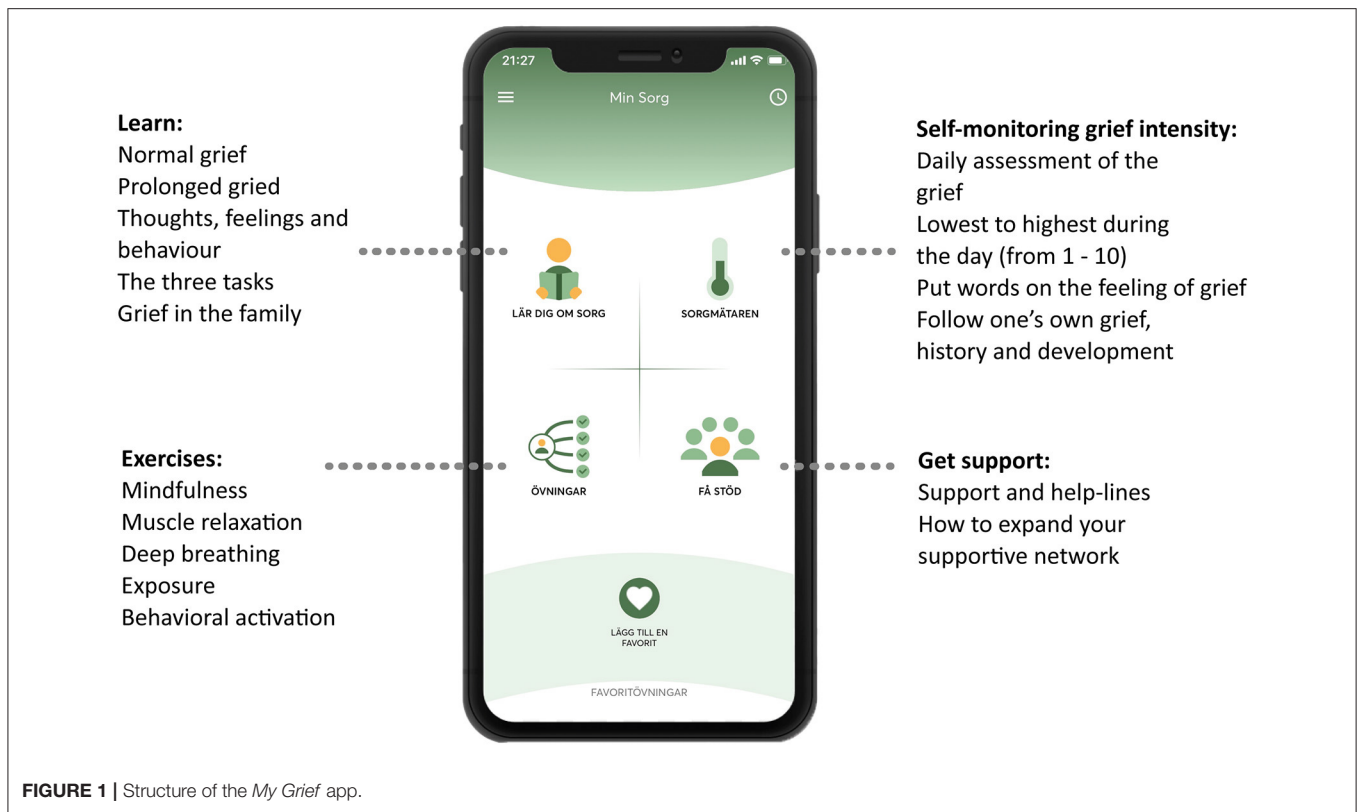 Learn:
Normal grief
Prolonged gried
Thoughts, feelings and
behaviour
The three tasks
Grief in the family
Exercises:
Mindfulness
Muscle relaxation
Deep breathing
Exposure
Behavioral activation
21:27
Min Sorg
LÄR DIG OM SORG
SORGMÄTAREN
ÖVNINGAR
FÅ STÖD
LÄGG TILL EN
FAVORIT
FAVORITÖVNINGAR
Self-monitoring grief intensity:
Daily assessment of the
grief
Lowest to highest during
the day (from 1 - 10)
Put words on the feeling of grief
Follow one's own grief,
history and development
Get support:
Support and help-lines
How to expand your
supportive network
FIGURE 1 | Structure of the My Grief app.